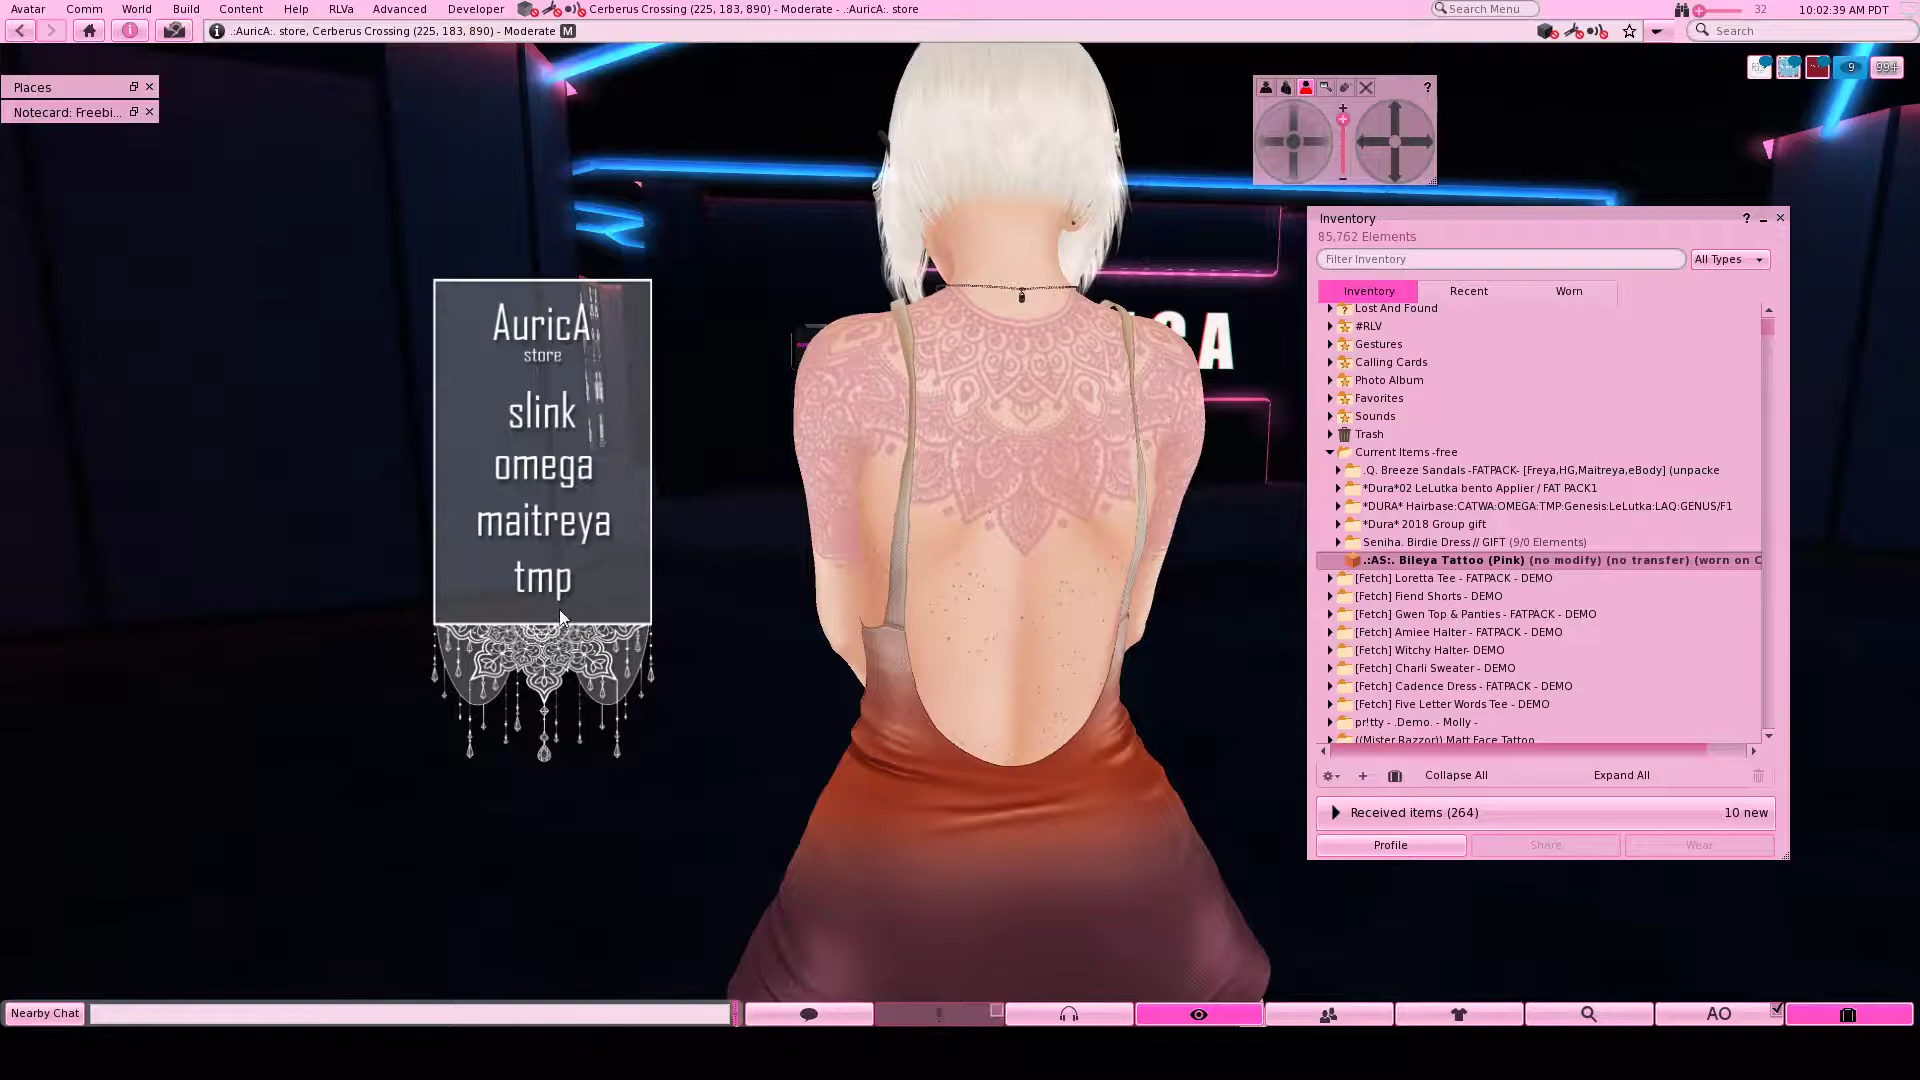 Avatar Comm World Build Content Help RLVa Advanced Developer Cerberus Crossing (225, 183, 890) - Moderate - .:AuricA:. store
Search Menu
32
10:02:39 AM PDT
.:AuricA:. store, Cerberus Crossing (225, 183, 890) - Moderate M
Search
9
99+
Places
Notecard: Freebi...
?
AuricA
store
slink
omega
maitreya
tmp
A
Inventory
?
85,762 Elements
Filter Inventory
All Types
Inventory Recent Worn
Lost And Found
#RLV
Gestures
Calling Cards
Photo Album
Favorites
Sounds
Trash
Current Items -free
.Q. Breeze Sandals -FATPACK- [Freya,HG,Maitreya,eBody] (unpacke
*Dura*02 LeLutka bento Applier / FAT PACK1
*DURA* Hairbase:CATWA:OMEGA:TMP:Genesis:LeLutka:LAQ:GENUS/F1
*Dura* 2018 Group gift
Seniha. Birdie Dress // GIFT (9/0 Elements)
.:AS:. Bileya Tattoo (Pink) (no modify) (no transfer) (worn on C
[Fetch] Loretta Tee - FATPACK - DEMO
[Fetch] Fiend Shorts - DEMO
[Fetch] Gwen Top & Panties - FATPACK - DEMO
[Fetch] Amiee Halter - FATPACK - DEMO
[Fetch] Witchy Halter- DEMO
[Fetch] Charli Sweater - DEMO
[Fetch] Cadence Dress - FATPACK - DEMO
[Fetch] Five Letter Words Tee - DEMO
pr!tty - .Demo. - Molly -
((Mister Razzor)) Matt Face Tattoo
Collapse All
Expand All
Received items (264)
10 new
Profile
Share
Wear
Nearby Chat
AO